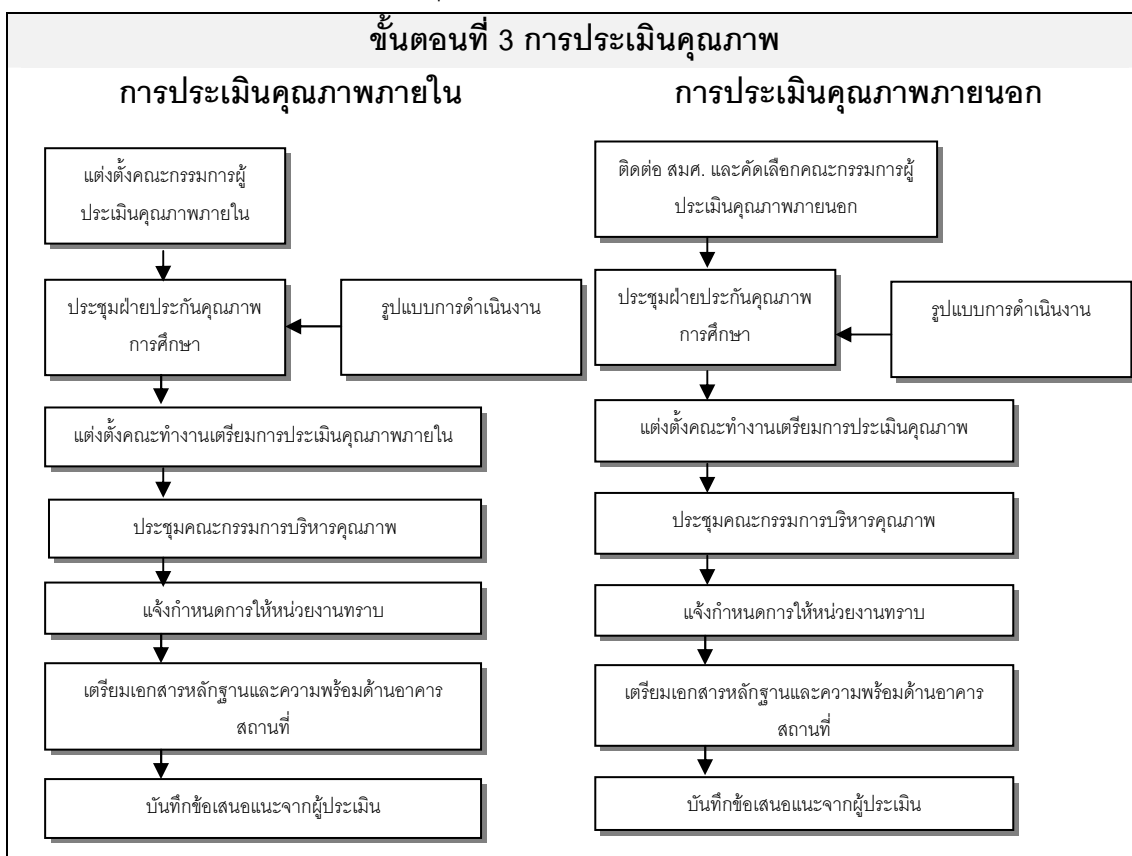 ขั้นตอนที่ 3 การประเมินคุณภาพ
การประเมินคุณภาพภายใน
แต่งตั้งคณะกรรมการผู้
ประเมินคุณภาพภายใน
ประชุมฝ่ายประกันคุณภาพ
การศึกษา
รูปแบบการดำเนินงาน
แต่งตั้งคณะทำงานเตรียมการประเมินคุณภาพภายใน
ประชุมคณะกรรมการบริหารคุณภาพ
แจ้งกำหนดการให้หน่วยงานทราบ
เตรียมเอกสารหลักฐานและความพร้อมด้านอาคาร
สถานที่
บันทึกข้อเสนอแนะจากผู้ประเมิน
การประเมินคุณภาพภายนอก
ติดต่อ สมศ. และคัดเลือกคณะกรรมการผู้
ประเมินคุณภาพภายนอก
ประชุมฝ่ายประกันคุณภาพ
การศึกษา
รูปแบบการดำเนินงาน
แต่งตั้งคณะทำงานเตรียมการประเมินคุณภาพ
ประชุมคณะกรรมการบริหารคุณภาพ
แจ้งกำหนดการให้หน่วยงานทราบ
เตรียมเอกสารหลักฐานและความพร้อมด้านอาคาร
สถานที่
บันทึกข้อเสนอแนะจากผู้ประเมิน